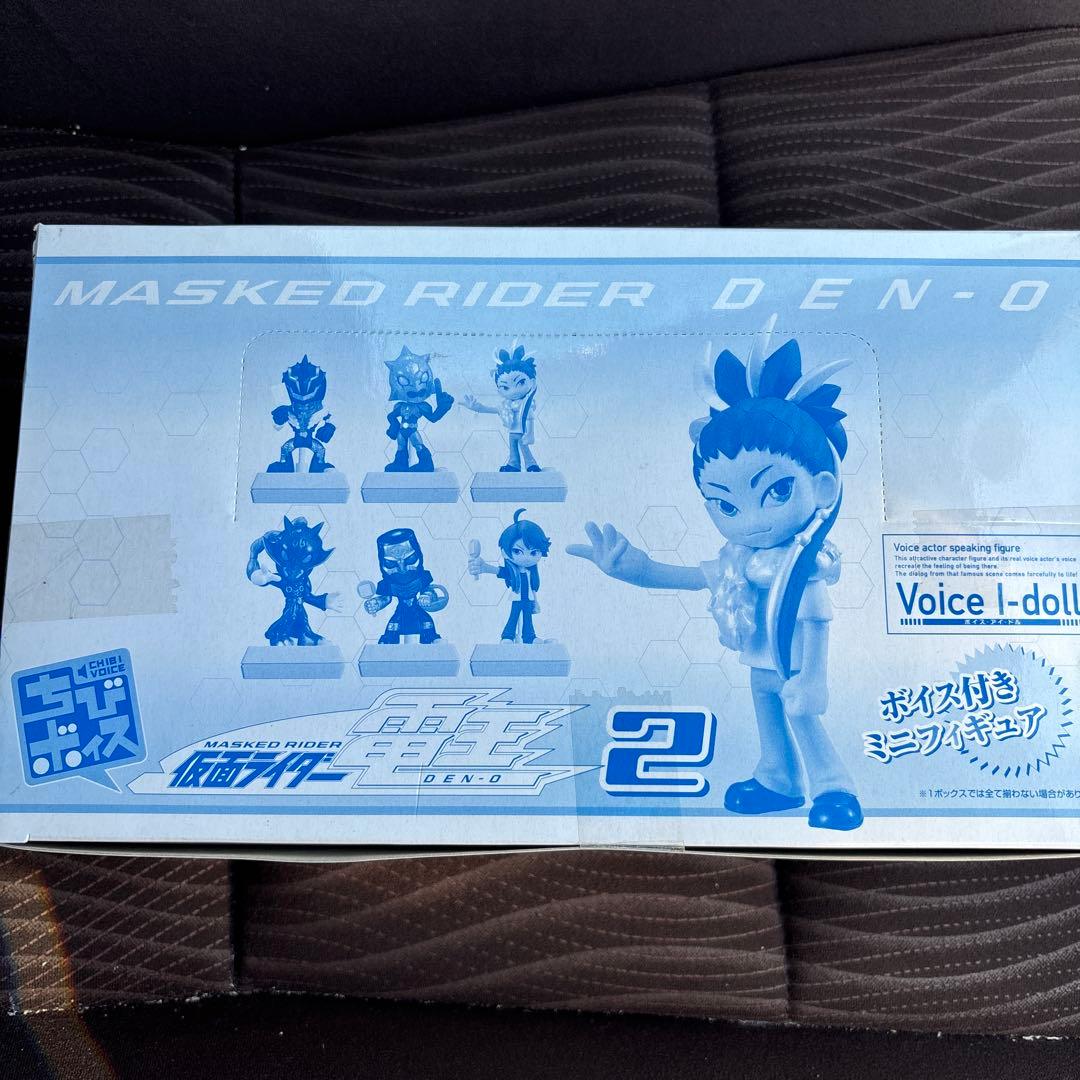 MASKED RIDER DEN-O
Voice actor speaking figure
This attractive character figure and its real voice actor's voice
recreate the feeling of being there.
The dialog from that famous scene comes forcefully to life!
Voice I-doll
ボイス・アイ・ドル
CHIBI
VOICE
ちび
ボイス
MASKED RIDER
仮面ライダー電王
DEN-O
2
ボイス付き
ミニフィギュア
※1ボックスでは全て揃わない場合があり